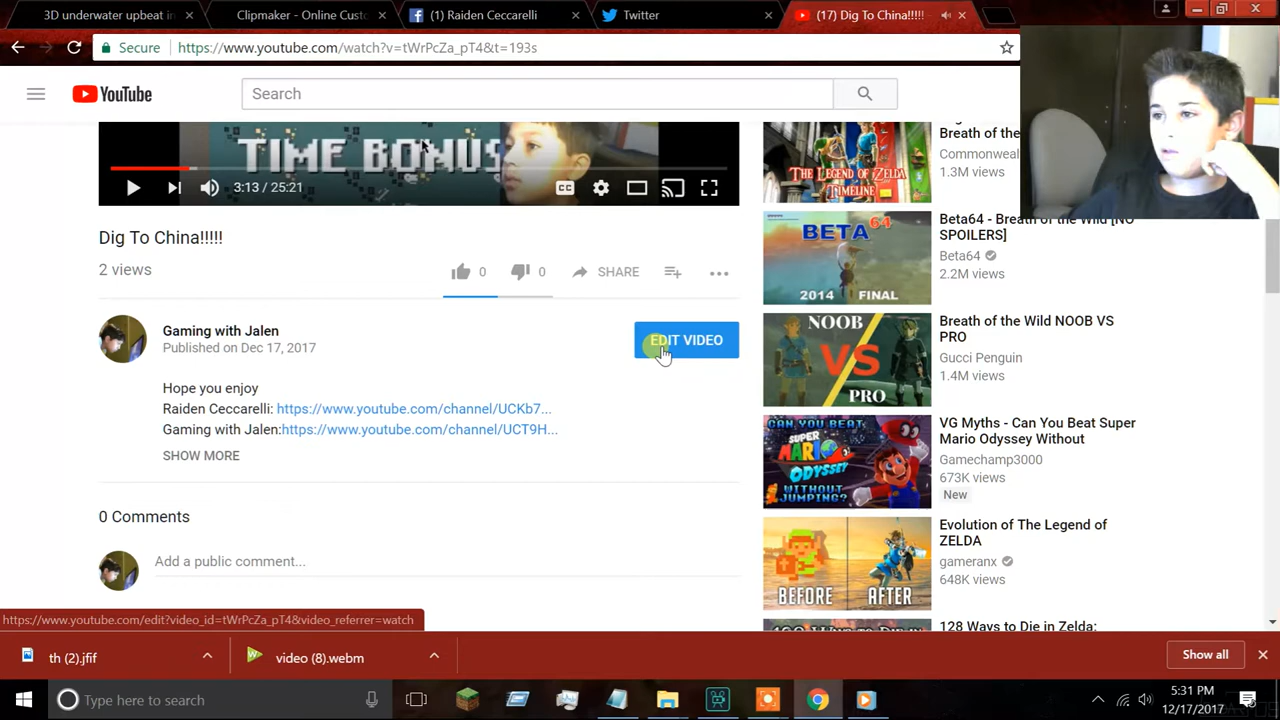 3D underwater upbeat in
Clipmaker - Online Cust
(1) Raiden Ceccarelli
Twitter
(17) Dig To China!!!!!
Secure
https://www.youtube.com/watch?v=tWrPcZa_pT4&t=193s
YouTube
Search
TIME BONUS
3:13 / 25:21
CC
Dig To China!!!!!
2 views
0
0
SHARE
Gaming with Jalen
Published on Dec 17, 2017
EDIT VIDEO
Hope you enjoy
Raiden Ceccarelli: https://www.youtube.com/channel/UCKb7...
Gaming with Jalen:https://www.youtube.com/channel/UCT9H...
SHOW MORE
0 Comments
Add a public comment...
THE LEGEND OF ZELDA
TIMELINE
Breath of the
Commonweal
1.3M views
BETA 64
2014 FINAL
Beta64 - Breath of the Wild [NO
SPOILERS]
Beta64
2.2M views
NOOB
VS
PRO
Breath of the Wild NOOB VS
PRO
Gucci Penguin
1.4M views
CAN YOU BEAT
SUPER
MARIO
ODYSSEY
WITHOUT
JUMPING?
VG Myths - Can You Beat Super
Mario Odyssey Without
Gamechamp3000
673K views
New
BEFORE AFTER
Evolution of The Legend of
ZELDA
gameranx
648K views
128 Ways to Die in Zelda:
https://www.youtube.com/edit?video_id=tWrPcZa_pT4&video_referrer=watch
th (2).jfif
video (8).webm
Show all
Type here to search
5:31 PM
12/17/2017